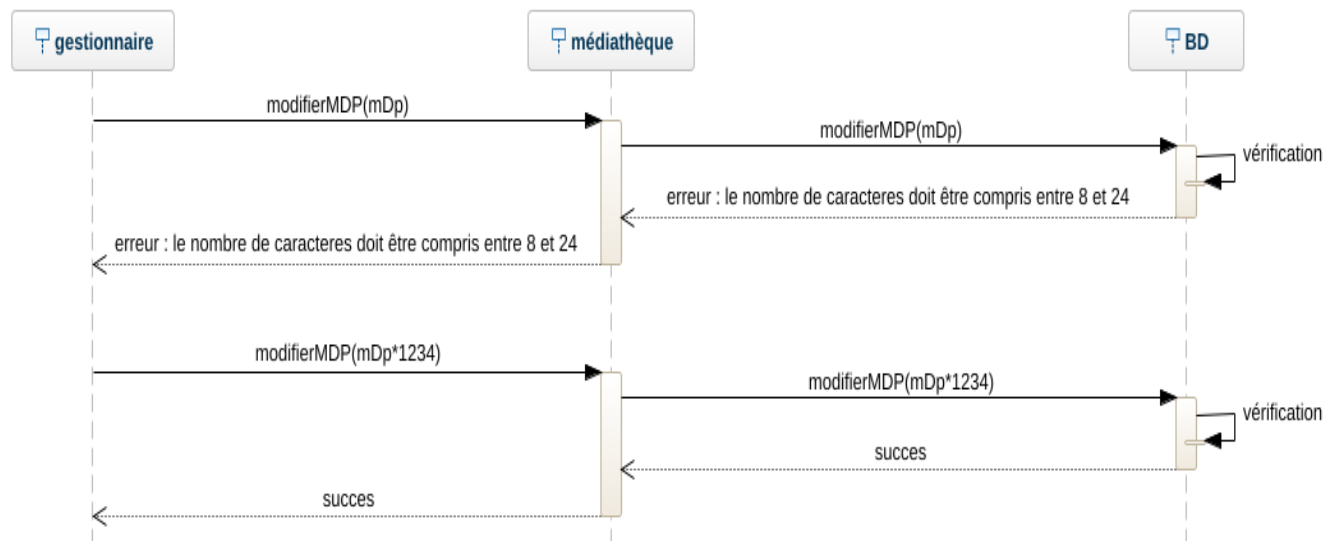 gestionnaire
médiathèque
BD
modifierMDP(mDp)
modifierMDP(mDp)
vérification
erreur : le nombre de caracteres doit être compris entre 8 et 24
erreur : le nombre de caracteres doit être compris entre 8 et 24
modifierMDP(mDp*1234)
modifierMDP(mDp*1234)
vérification
succes
succes